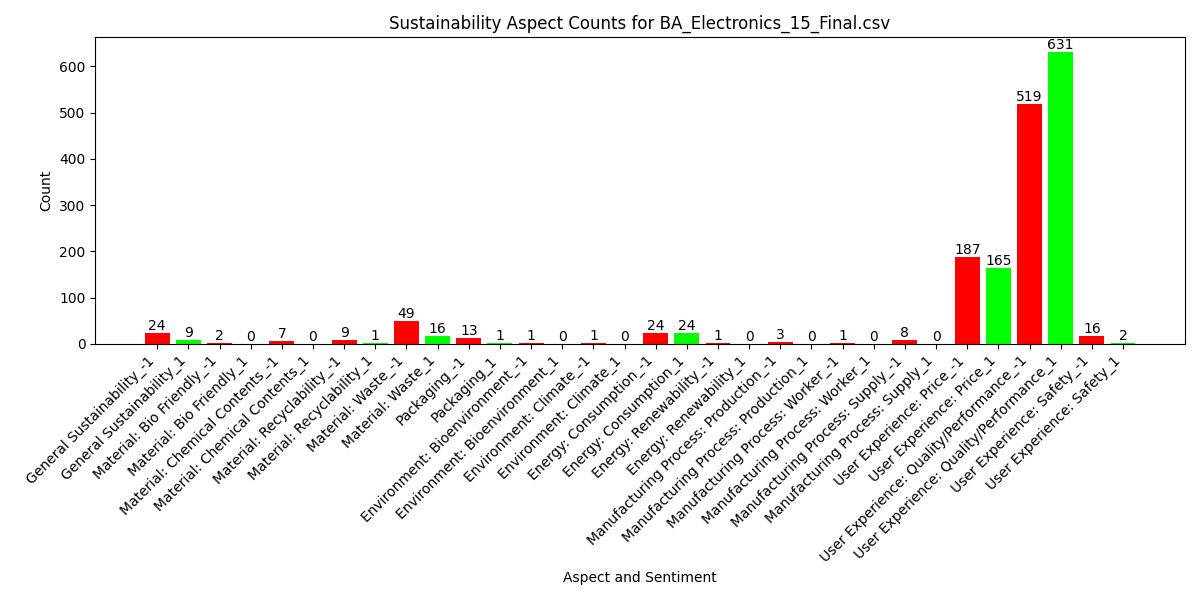 Sustainability Aspect Counts for BA_Electronics_15_Final.csv
Count
600
500
400
300
200
100
0
24
9
2
0
7
0
9
1
49
16
13
1
1
0
1
0
24
24
1
0
3
0
1
0
8
0
187
165
519
631
16
2
General Sustainability_-1
General Sustainability_1
Material: Bio Friendly_-1
Material: Bio Friendly_1
Material: Chemical Contents_-1
Material: Chemical Contents_1
Material: Recyclability_-1
Material: Recyclability_1
Material: Waste_-1
Material: Waste_1
Packaging_-1
Packaging_1
Environment: Bioenvironment_-1
Environment: Bioenvironment_1
Environment: Climate_-1
Environment: Climate_1
Energy: Consumption_-1
Energy: Consumption_1
Energy: Renewability_-1
Energy: Renewability_1
Manufacturing Process: Production_-1
Manufacturing Process: Production_1
Manufacturing Process: Worker_-1
Manufacturing Process: Worker_1
Manufacturing Process: Supply_-1
Manufacturing Process: Supply_1
User Experience: Price_-1
User Experience: Price_1
User Experience: Quality/Performance_-1
User Experience: Quality/Performance_1
User Experience: Safety_-1
User Experience: Safety_1
Aspect and Sentiment